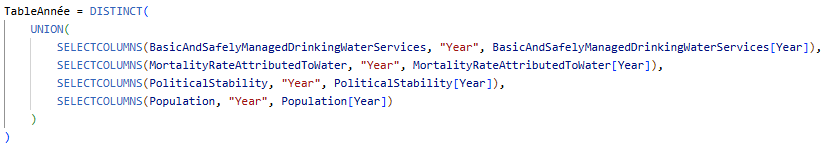 TableAnnée = DISTINCT(
    UNION(
        SELECTCOLUMNS(BasicAndSafelyManagedDrinkingWaterServices, "Year", BasicAndSafelyManagedDrinkingWaterServices[Year]),
        SELECTCOLUMNS(MortalityRateAttributedToWater, "Year", MortalityRateAttributedToWater[Year]),
        SELECTCOLUMNS(PoliticalStability, "Year", PoliticalStability[Year]),
        SELECTCOLUMNS(Population, "Year", Population[Year])
    )
)